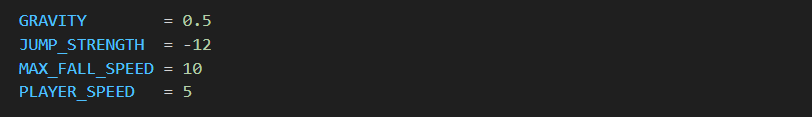 GRAVITY        = 0.5
JUMP_STRENGTH  = -12
MAX_FALL_SPEED = 10
PLAYER_SPEED   = 5